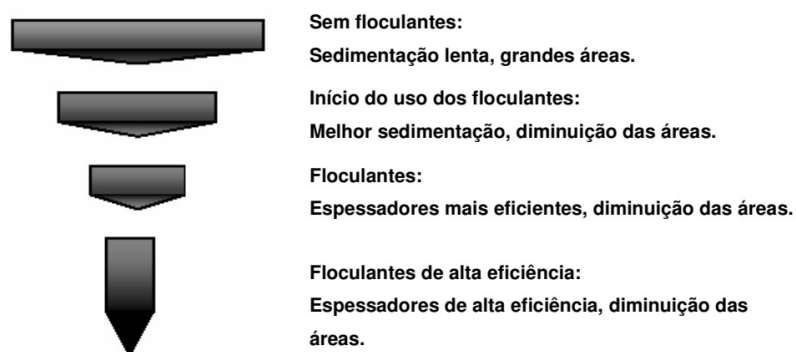 Sem floculantes:
Sedimentação lenta, grandes áreas.
Início do uso dos floculantes:
Melhor sedimentação, diminuição das áreas.
Floculantes:
Espessadores mais eficientes, diminuição das áreas.
Floculantes de alta eficiência:
Espessadores de alta eficiência, diminuição das
áreas.